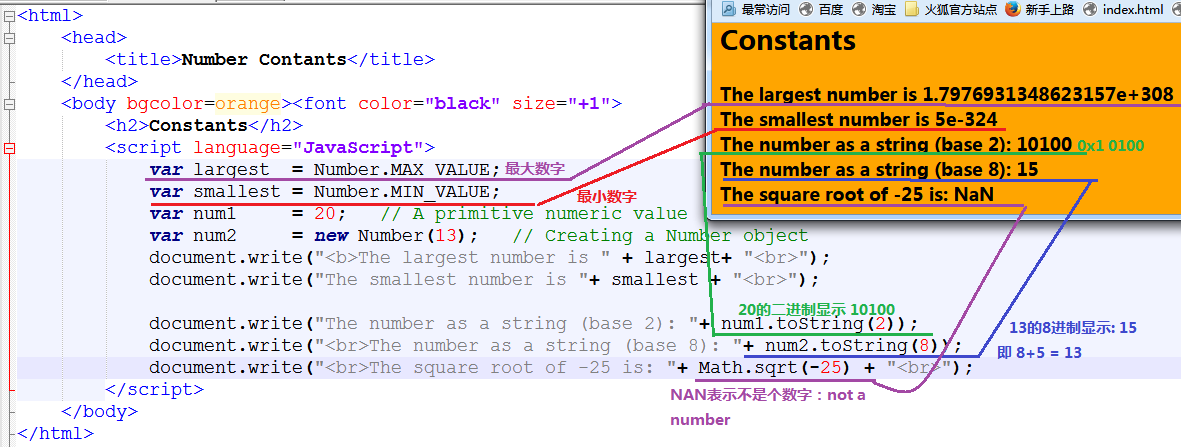 <html>
<head>
<title>Number Contants</title>
</head>
<body bgcolor=orange><font color="black" size="+1">
<h2>Constants</h2>
<script language="JavaScript">
var largest  = Number.MAX_VALUE; 最大数字
var smallest = Number.MIN_VALUE; 最小数字
var num1     = 20;   // A primitive numeric value
var num2     = new Number(13);   // Creating a Number object
document.write("<b>The largest number is " + largest+ "<br>");
document.write("The smallest number is "+ smallest + "<br>");
20的二进制显示 10100
document.write("The number as a string (base 2): "+ num1.toString(2));
13的8进制显示: 15
document.write("<br>The number as a string (base 8): "+ num2.toString(8));
即 8+5 = 13
document.write("<br>The square root of -25 is: "+ Math.sqrt(-25) + "<br>");
</script>
NAN表示不是个数字：not a
number
</body>
</html>
最常访问 百度 淘宝 火狐官方站点 新手上路 index.html
Constants
The largest number is 1.7976931348623157e+308
The smallest number is 5e-324
The number as a string (base 2): 10100 0x1 0100
The number as a string (base 8): 15
The square root of -25 is: NaN